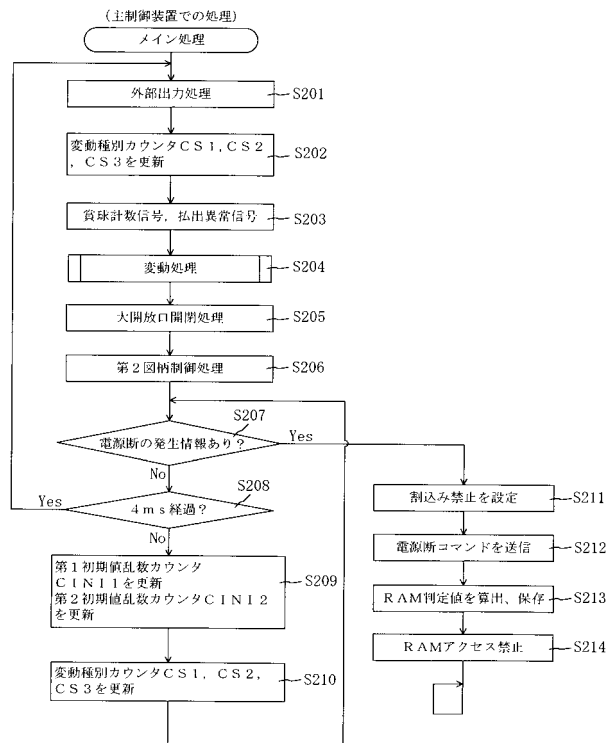 (主制御装置での処理)
メイン処理
外部出力処理
S201
変動種別カウンタCS1,CS2
,CS3を更新
S202
賞球計数信号,払出異常信号
S203
変動処理
S204
大開放口開閉処理
S205
第2図柄制御処理
S206
S207
電源断の発生情報あり?
Yes
No
S208
Yes
4ms経過?
No
割込み禁止を設定
S211
電源断コマンドを送信
S212
第1初期値乱数カウンタ
CINI1を更新
第2初期値乱数カウンタCINI2
を更新
S209
RAM判定値を算出、保存
S213
RAMアクセス禁止
S214
変動種別カウンタCS1、CS2,
CS3を更新
S210